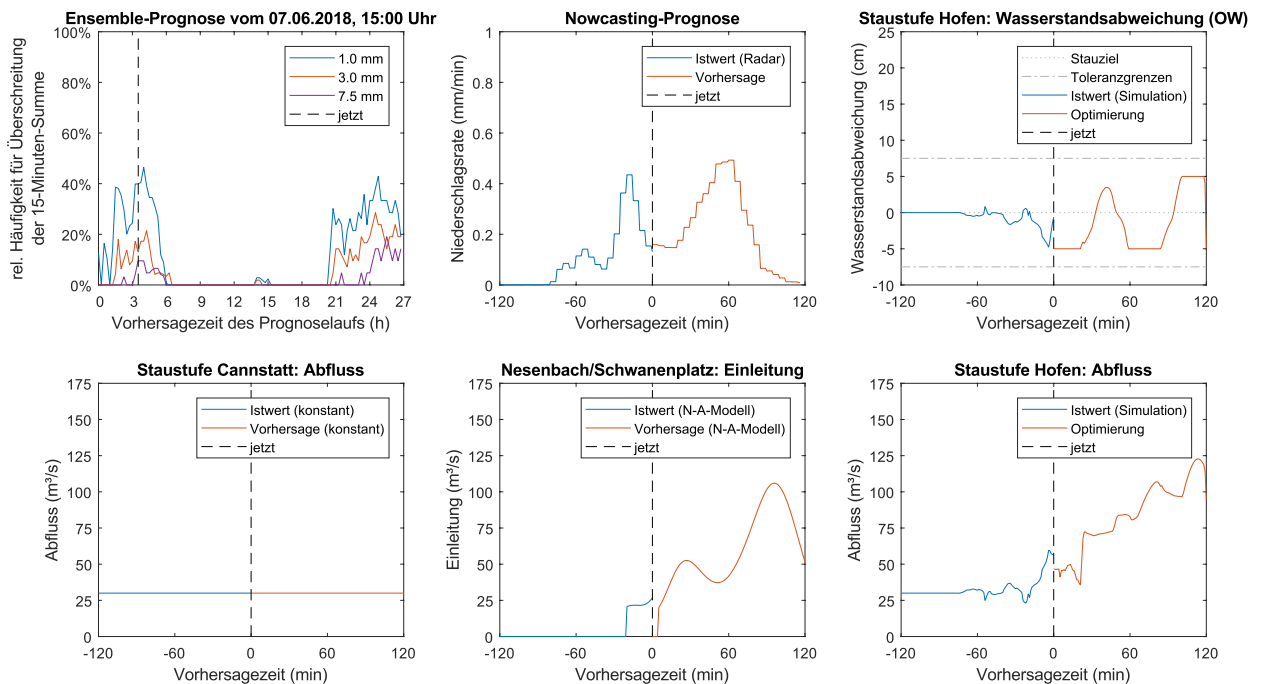 Ensemble-Prognose vom 07.06.2018, 15:00 Uhr
rel. Häufigkeit für Überschreitung
der 15-Minuten-Summe
100%
80%
60%
40%
20%
0%
1.0 mm
3.0 mm
7.5 mm
jetzt
0 3 6 9 12 15 18 21 24 27
Vorhersagezeit des Prognoselaufs (h)
Nowcasting-Prognose
Niederschlagsrate (mm/min)
1
0.8
0.6
0.4
0.2
0
Istwert (Radar)
Vorhersage
jetzt
-120 -60 0 60 120
Vorhersagezeit (min)
Staustufe Hofen: Wasserstandsabweichung (OW)
Wasserstandsabweichung (cm)
25
20
15
10
5
0
-5
-10
Stauziel
Toleranzgrenzen
Istwert (Simulation)
Optimierung
jetzt
-120 -60 0 60 120
Vorhersagezeit (min)
Staustufe Cannstatt: Abfluss
Abfluss (m³/s)
175
150
125
100
75
50
25
0
Istwert (konstant)
Vorhersage (konstant)
jetzt
-120 -60 0 60 120
Vorhersagezeit (min)
Nesenbach/Schwanenplatz: Einleitung
Einleitung (m³/s)
175
150
125
100
75
50
25
0
Istwert (N-A-Modell)
Vorhersage (N-A-Modell)
jetzt
-120 -60 0 60 120
Vorhersagezeit (min)
Staustufe Hofen: Abfluss
Abfluss (m³/s)
175
150
125
100
75
50
25
0
Istwert (Simulation)
Optimierung
jetzt
-120 -60 0 60 120
Vorhersagezeit (min)